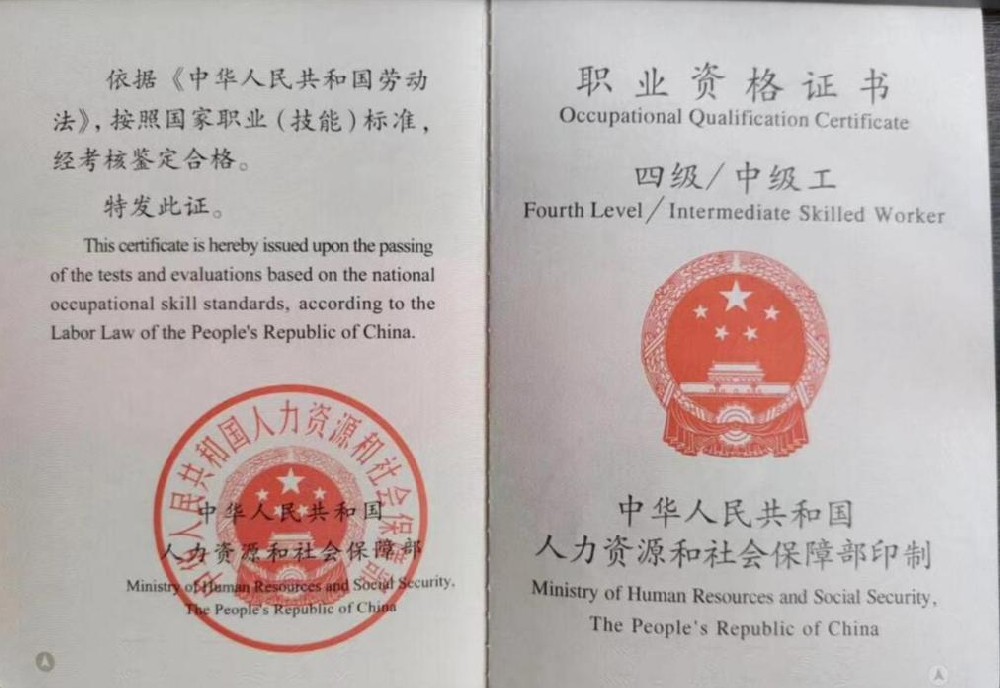 依据《中华人民共和国劳动
法》，按照国家职业（技能）标准，
经考核鉴定合格。
特发此证。
This certificate is hereby issued upon the passing
of the tests and evaluations based on the national
occupational skill standards, according to the
Labor Law of the People's Republic of China.
中华人民共和国人力资源和社会保障部
中华人民共和国
人力资源和社会保障部
Ministry of Human Resources and Social Security,
The People's Republic of China
职业资格证书
Occupational Qualification Certificate
四级/中级工
Fourth Level/Intermediate Skilled Worker
中华人民共和国
人力资源和社会保障部印制
Ministry of Human Resources and Social Security,
The People's Republic of China